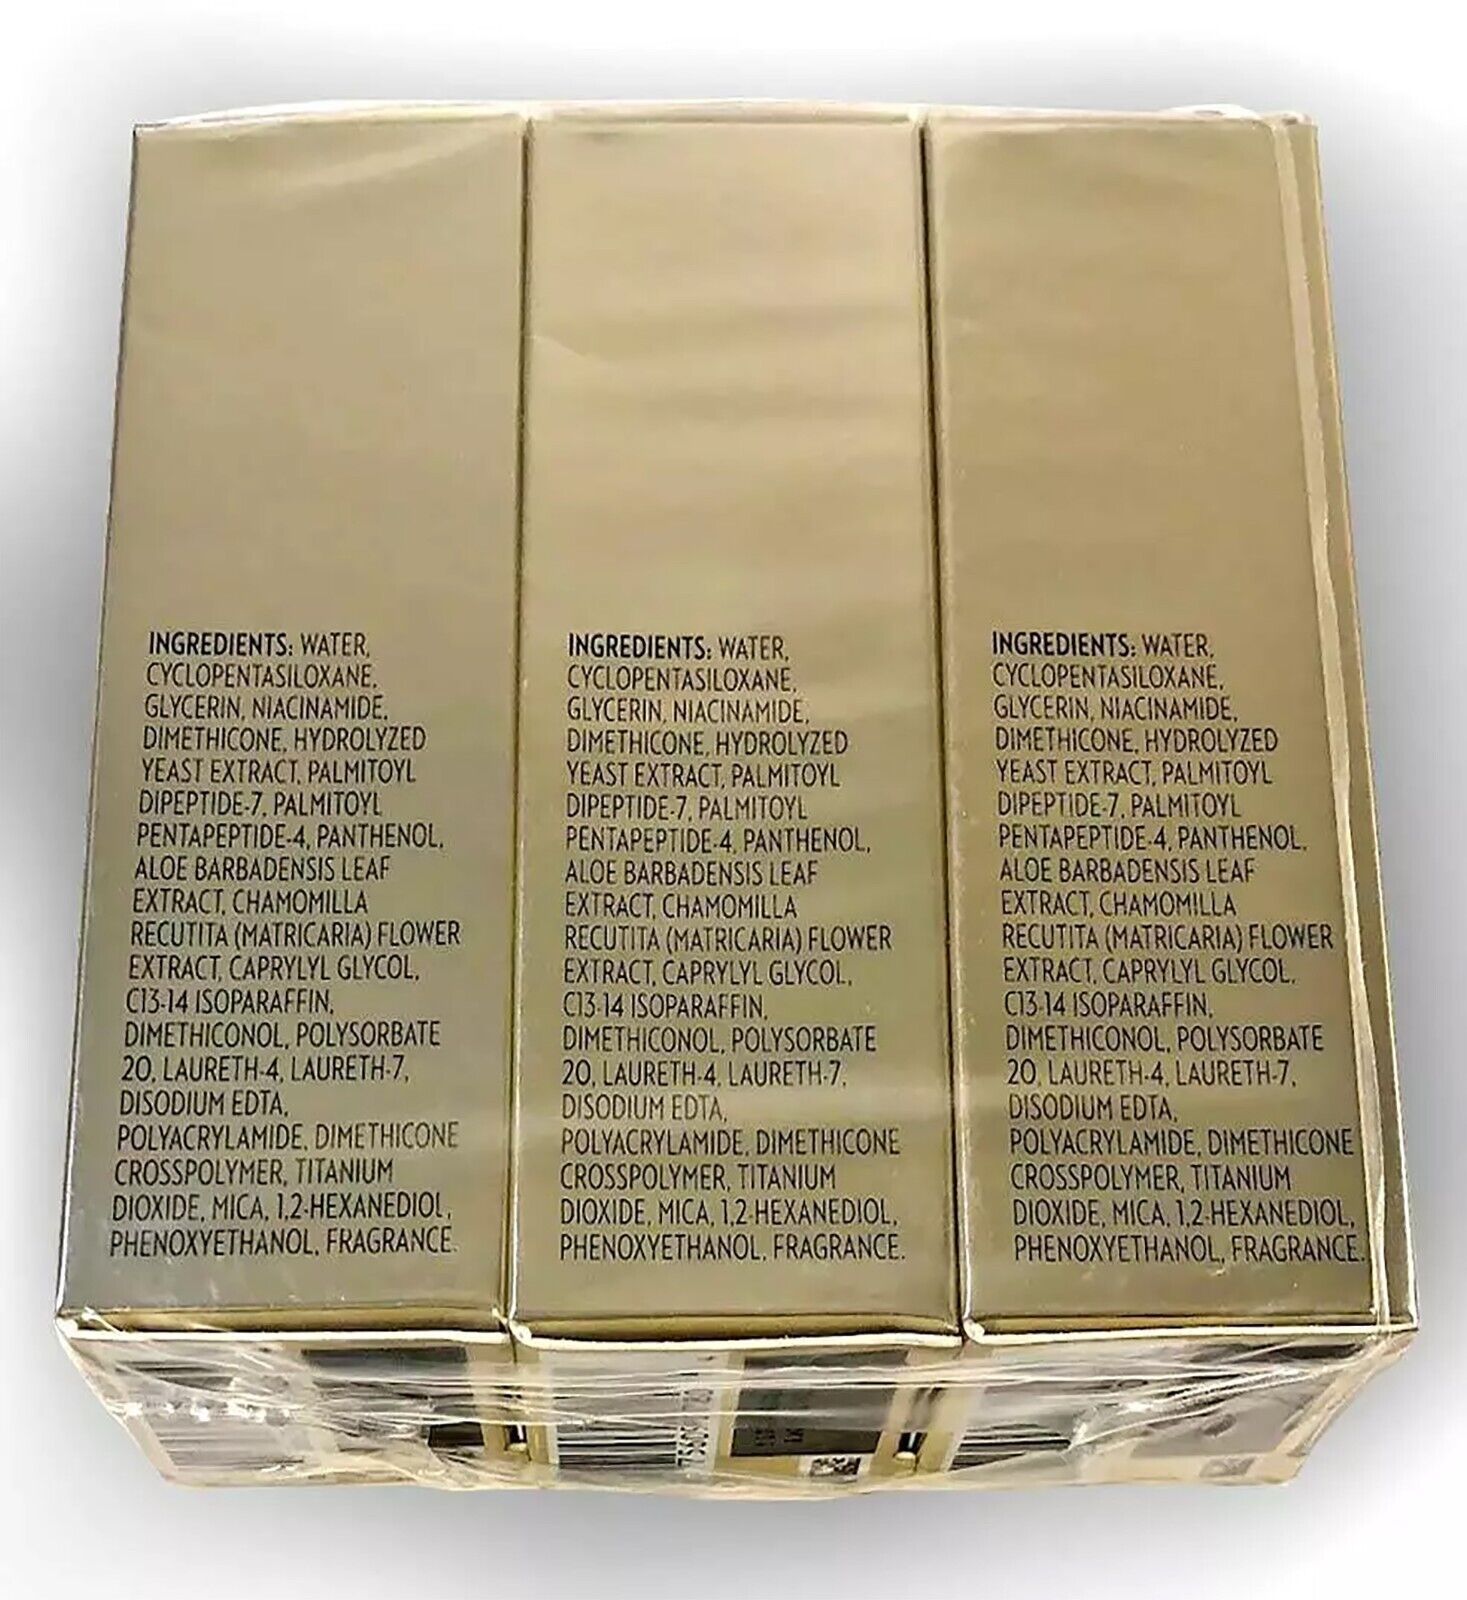 INGREDIENTS: WATER,
CYCLOPENTASILOXANE,
GLYCERIN, NIACINAMIDE,
DIMETHICONE, HYDROLYZED
YEAST EXTRACT, PALMITOYL
DIPEPTIDE-7, PALMITOYL
PENTAPEPTIDE-4, PANTHENOL,
ALOE BARBADENSIS LEAF
EXTRACT, CHAMOMILLA
RECUTITA (MATRICARIA) FLOWER
EXTRACT, CAPRYLYL GLYCOL,
C13-14 ISOPARAFFIN,
DIMETHICONOL, POLYSORBATE
20, LAURETH-4, LAURETH-7,
DISODIUM EDTA,
POLYACRYLAMIDE, DIMETHICONE
CROSSPOLYMER, TITANIUM
DIOXIDE, MICA, 1,2-HEXANEDIOL,
PHENOXYETHANOL, FRAGRANCE.
INGREDIENTS: WATER,
CYCLOPENTASILOXANE,
GLYCERIN, NIACINAMIDE,
DIMETHICONE, HYDROLYZED
YEAST EXTRACT, PALMITOYL
DIPEPTIDE-7, PALMITOYL
PENTAPEPTIDE-4, PANTHENOL,
ALOE BARBADENSIS LEAF
EXTRACT, CHAMOMILLA
RECUTITA (MATRICARIA) FLOWER
EXTRACT, CAPRYLYL GLYCOL,
C13-14 ISOPARAFFIN,
DIMETHICONOL, POLYSORBATE
20, LAURETH-4, LAURETH-7,
DISODIUM EDTA,
POLYACRYLAMIDE, DIMETHICONE
CROSSPOLYMER, TITANIUM
DIOXIDE, MICA, 1,2-HEXANEDIOL,
PHENOXYETHANOL, FRAGRANCE.
INGREDIENTS: WATER,
CYCLOPENTASILOXANE,
GLYCERIN, NIACINAMIDE,
DIMETHICONE, HYDROLYZED
YEAST EXTRACT, PALMITOYL
DIPEPTIDE-7, PALMITOYL
PENTAPEPTIDE-4, PANTHENOL,
ALOE BARBADENSIS LEAF
EXTRACT, CHAMOMILLA
RECUTITA (MATRICARIA) FLOWER
EXTRACT, CAPRYLYL GLYCOL,
C13-14 ISOPARAFFIN,
DIMETHICONOL, POLYSORBATE
20, LAURETH-4, LAURETH-7,
DISODIUM EDTA,
POLYACRYLAMIDE, DIMETHICONE
CROSSPOLYMER, TITANIUM
DIOXIDE, MICA, 1,2-HEXANEDIOL,
PHENOXYETHANOL, FRAGRANCE.